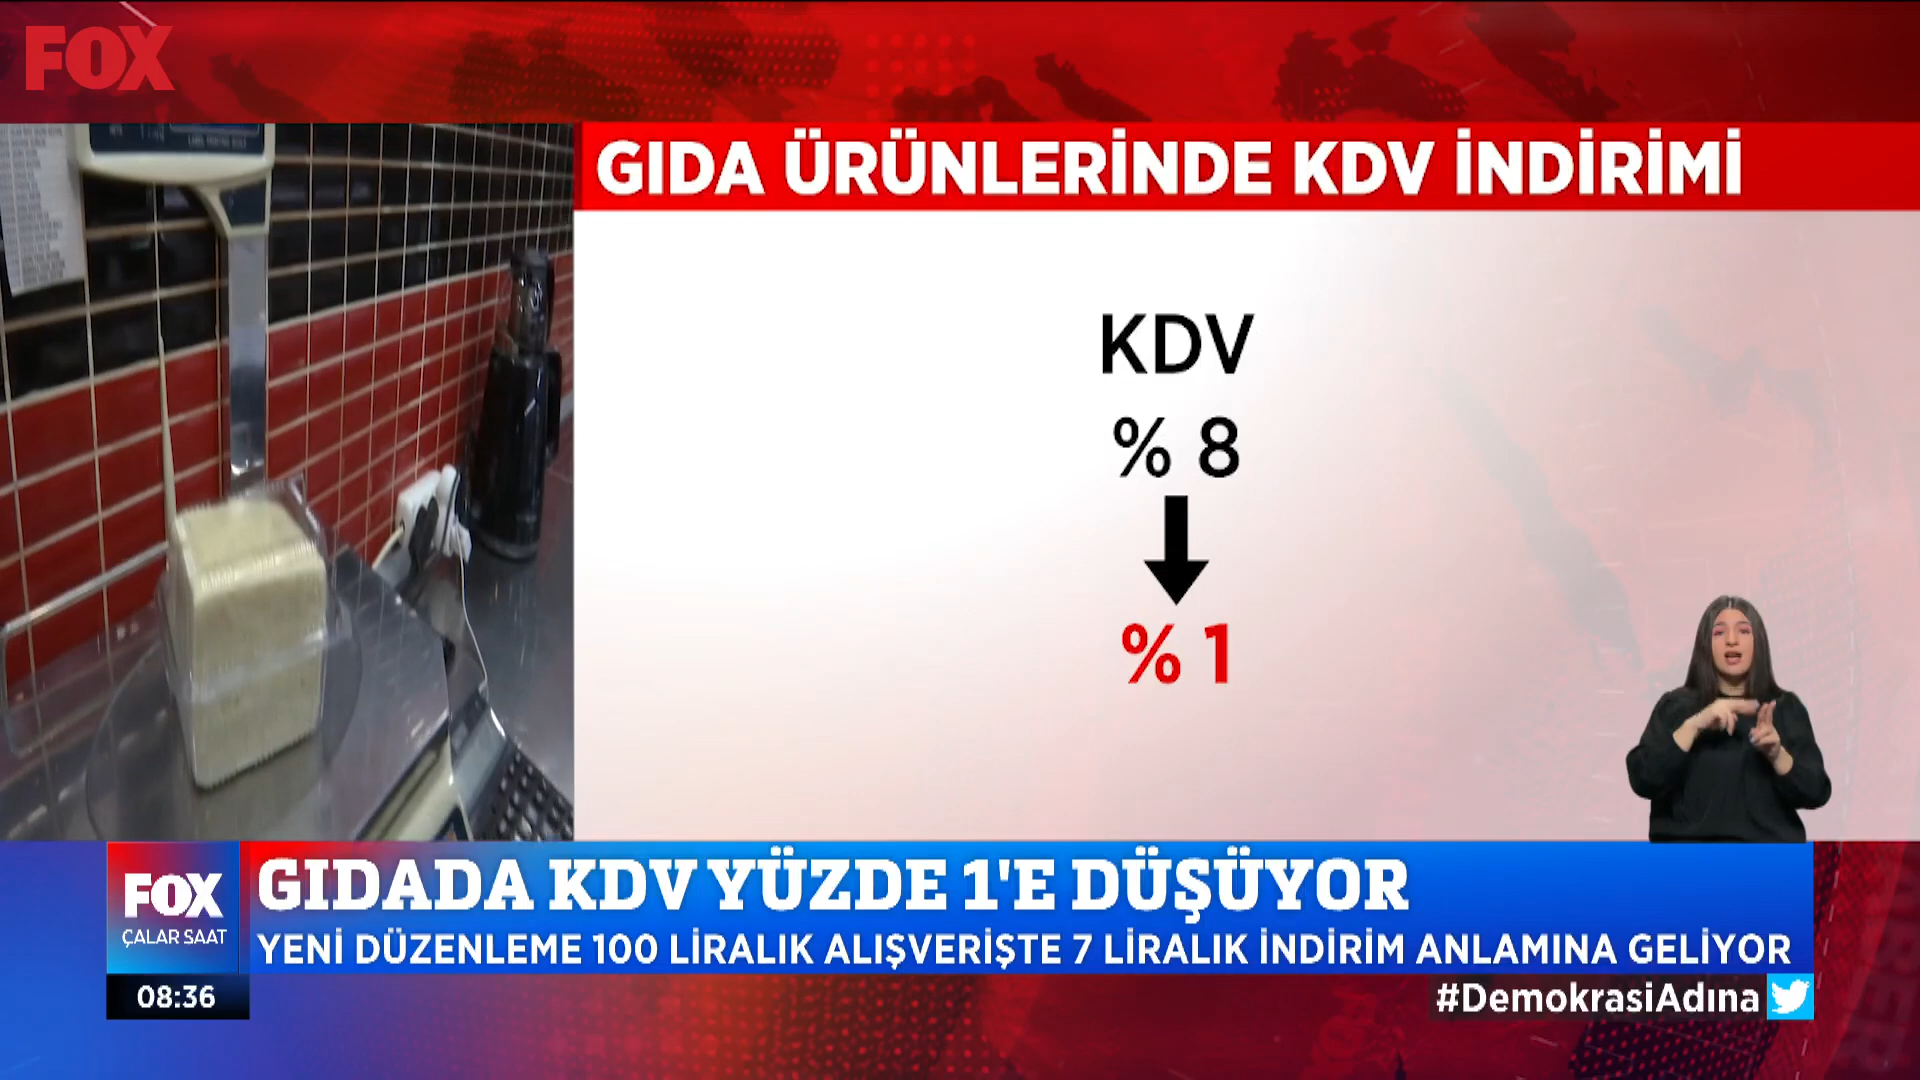 FOX
GIDA ÜRÜNLERİNDE KDV İNDİRİMİ
KDV
% 8
% 1
FOX
ÇALAR SAAT
GIDADA KDV YÜZDE 1'E DÜŞÜYOR
YENİ DÜZENLEME 100 LİRALIK ALIŞVERİŞTE 7 LİRALIK İNDİRİM ANLAMINA GELİYOR
08:36
#DemokrasiAdına